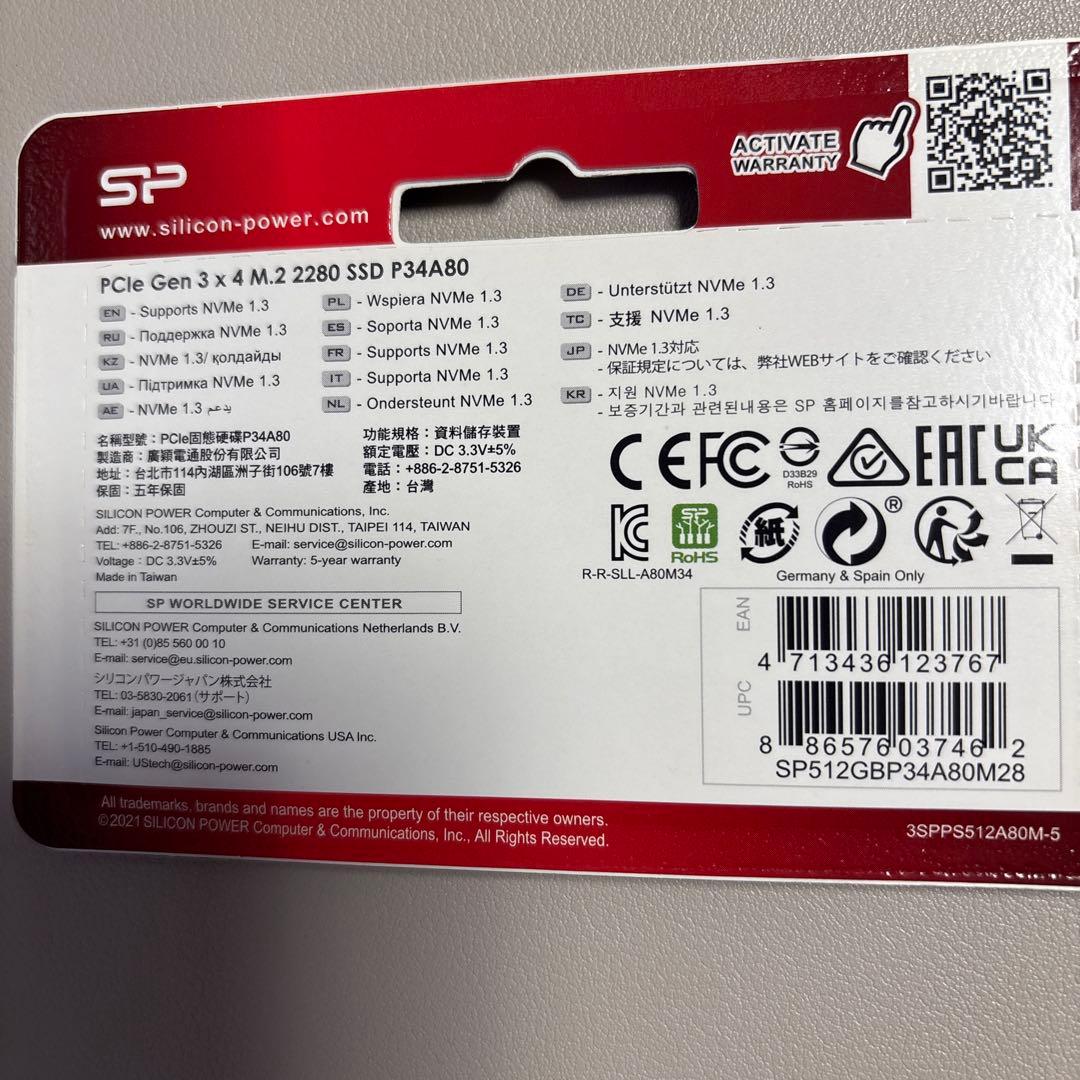 SP
www.silicon-power.com
ACTIVATE
WARRANTY
PCIe Gen 3 x 4 M.2 2280 SSD P34A80
EN - Supports NVMe 1.3
RU - Поддержка NVMe 1.3
KZ - NVMe 1.3/ қолдайды
UA - Підтримка NVMe 1.3
AE - NVMe 1.3 يدعم
PL - Wspiera NVMe 1.3
ES - Soporta NVMe 1.3
FR - Supports NVMe 1.3
IT - Supporta NVMe 1.3
NL - Ondersteunt NVMe 1.3
DE - Unterstützt NVMe 1.3
TC - 支援 NVMe 1.3
JP - NVMe 1.3対応
- 保証規定については、弊社WEBサイトをご確認ください
KR - 지원 NVMe 1.3
- 보증기간과 관련된내용은 SP 홈페이지를참고하시기바랍니다
名稱型號：PCIe固態硬碟P34A80
製造商：廣穎電通股份有限公司
地址：台北市114內湖區洲子街106號7樓
保固：五年保固
功能規格：資料儲存裝置
額定電壓：DC 3.3V±5%
電話：+886-2-8751-5326
產地：台灣
SILICON POWER Computer & Communications, Inc.
Add: 7F., No.106, ZHOUZI ST., NEIHU DIST., TAIPEI 114, TAIWAN
TEL: +886-2-8751-5326 E-mail: service@silicon-power.com
Voltage : DC 3.3V±5% Warranty: 5-year warranty
Made in Taiwan
SP WORLDWIDE SERVICE CENTER
SILICON POWER Computer & Communications Netherlands B.V.
TEL: +31 (0)85 560 00 10
E-mail: service@eu.silicon-power.com
シリコンパワージャパン株式会社
TEL: 03-5830-2061 (サポート)
E-mail: japan_service@silicon-power.com
Silicon Power Computer & Communications USA Inc.
TEL: +1-510-490-1885
E-mail: UStech@silicon-power.com
CE FC
D33B29
RoHS
EAC
UK
CA
KC
R-R-SLL-A80M34
SP
RoHS
紙
®
Germany & Spain Only
EAN
4 713436 123767
UPC
8 86576 03746 2
SP512GBP34A80M28
All trademarks, brands and names are the property of their respective owners.
©2021 SILICON POWER Computer & Communications, Inc., All Rights Reserved.
3SPPS512A80M-5